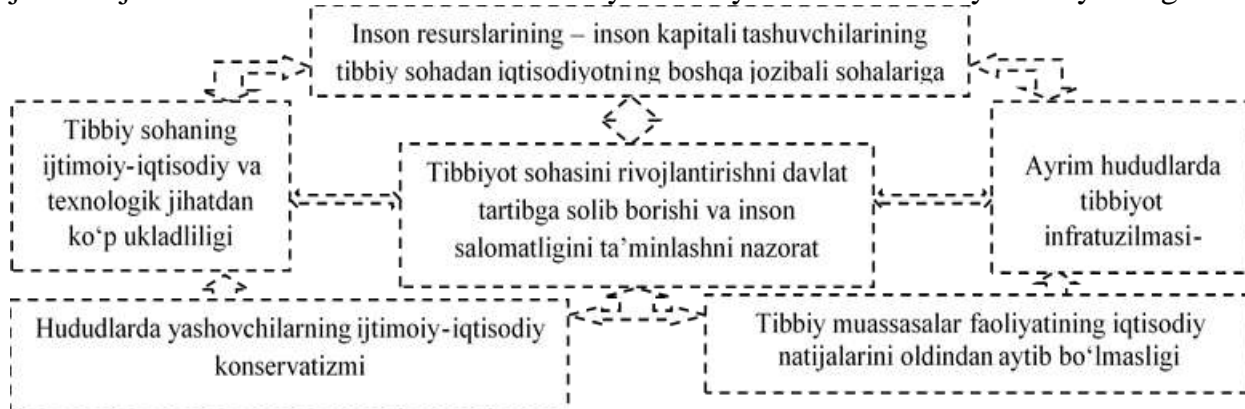 Inson resurslarining – inson kapitali tashuvchilarining
tibbiy sohadan iqtisodiyotning boshqa jozibali sohalariga
Tibbiy sohaning
ijtimoiy-iqtisodiy va
texnologik jihatdan
ko‘p ukladliligi
Tibbiyot sohasini rivojlantirishni davlat
tartibga solib borishi va inson
salomatligini ta’minlashni nazorat
Ayrim hududlarda
tibbiyot
infratuzilmasi-
Hududlarda yashovchilarning ijtimoiy-iqtisodiy
konservatizmi
Tibbiy muassasalar faoliyatining iqtisodiy
natijalarini oldindan aytib bo‘lmasligi